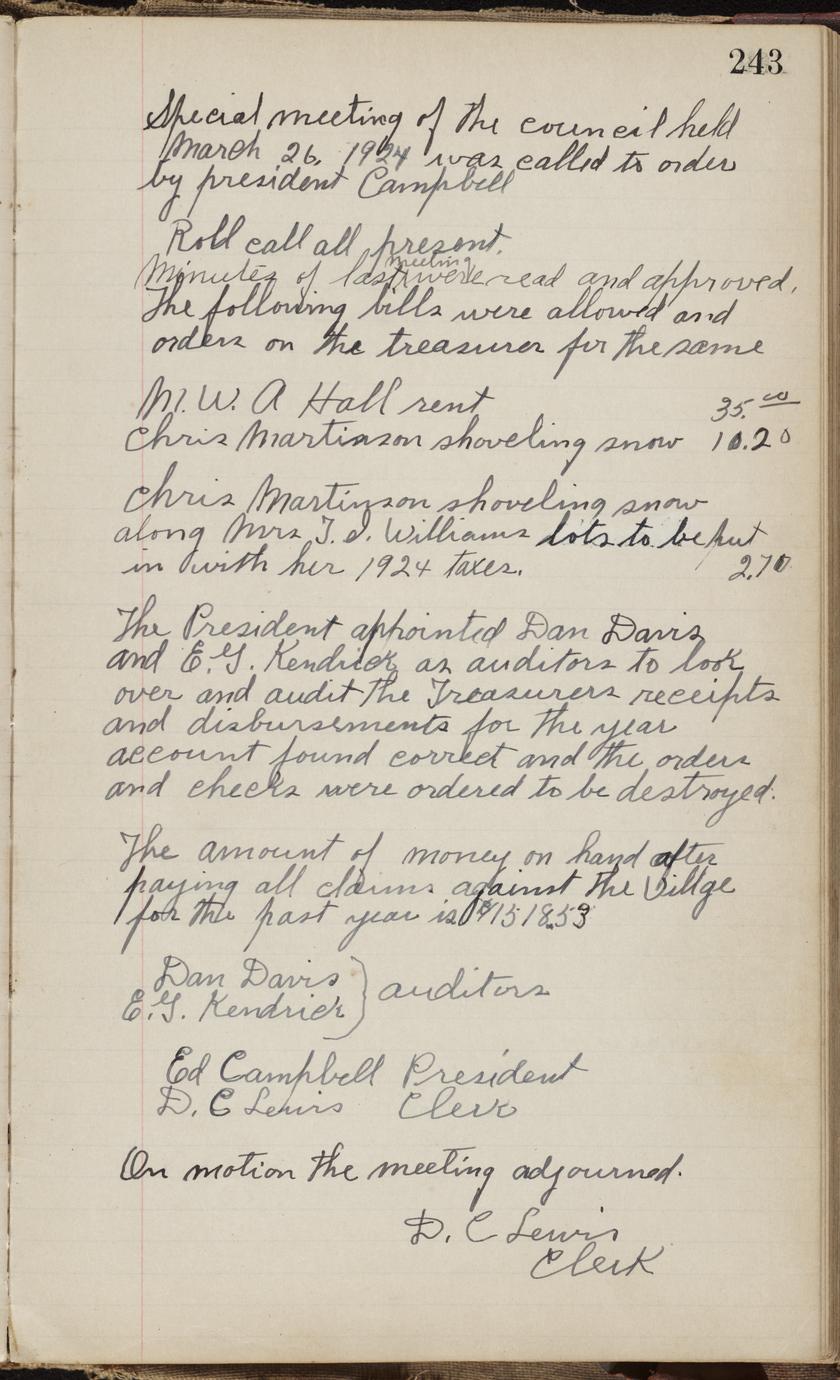 243
Special meeting of the council held
March 26, 1924 was called to order
by president Campbell
Roll call all present.
meeting
Minutes of last were read and approved.
The following bills were allowed and
orders on the treasurer for the same
M. W. A Hall rent 35.00
Chris Martinson shoveling snow 10.20
Chris Martinson shoveling snow
along Mrs T. I. Williams lots to be put
in with her 1924 taxes. 2.70
The President appointed Dan Davis
and E. G. Kendrick as auditors to look
over and audit the Treasurers receipts
and disbursements for the year
account found correct and the orders
and checks were ordered to be destroyed.
The amount of money on hand after
paying all claims against the Villge
for the past year is $1518.53
Dan Davis } auditors
E. G. Kendrick
Ed Campbell President
D. C Lewis Clerk
On motion the meeting adjourned.
D. C Lewis
Clerk